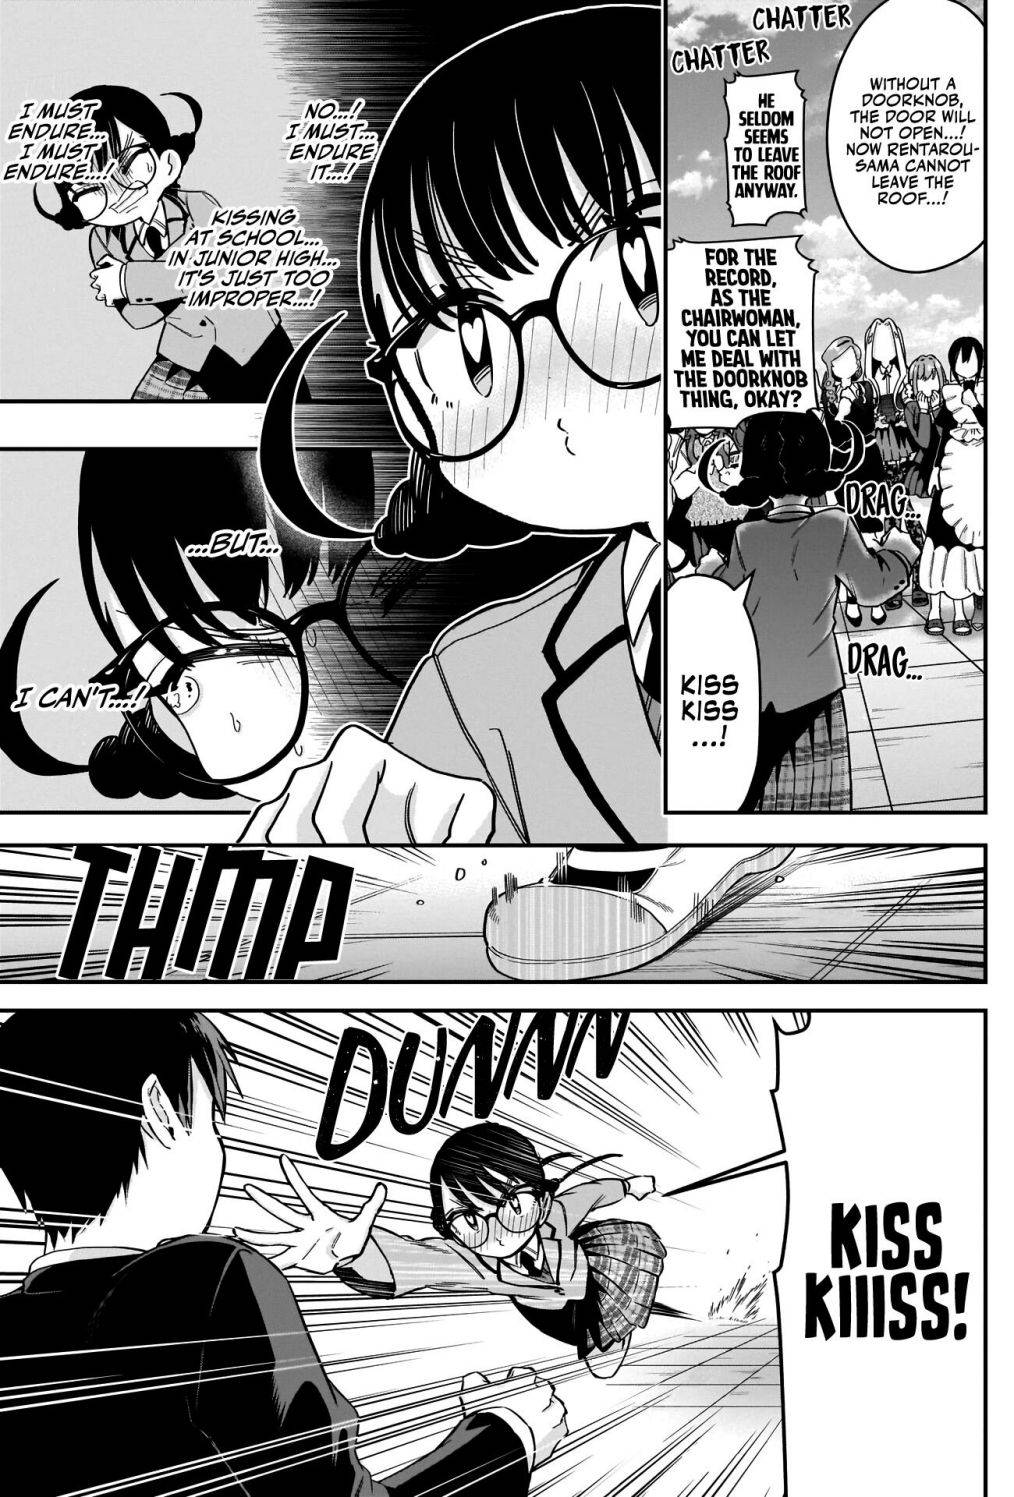 CHATTER
CHATTER
WITHOUT A
DOORKNOB,
THE DOOR WILL
NOT OPEN...!
NOW RENTAROU-
SAMA CANNOT
LEAVE THE
ROOF...!
HE
SELDOM
SEEMS
TO LEAVE
THE ROOF
ANYWAY.
FOR THE
RECORD,
AS THE
CHAIRWOMAN,
YOU CAN LET
ME DEAL WITH
THE DOORKNOB
THING, OKAY?
DRAG...
DRAG...
KISS
KISS
...!
NO...!
I MUST...
ENDURE
IT...!
I MUST
ENDURE...
I MUST
ENDURE...!
KISSING
AT SCHOOL...
IN JUNIOR HIGH...
IT'S JUST TOO
IMPROPER...!
...BUT...
I CAN'T...!
THMP
DUNNN
KISS
KIIISS!